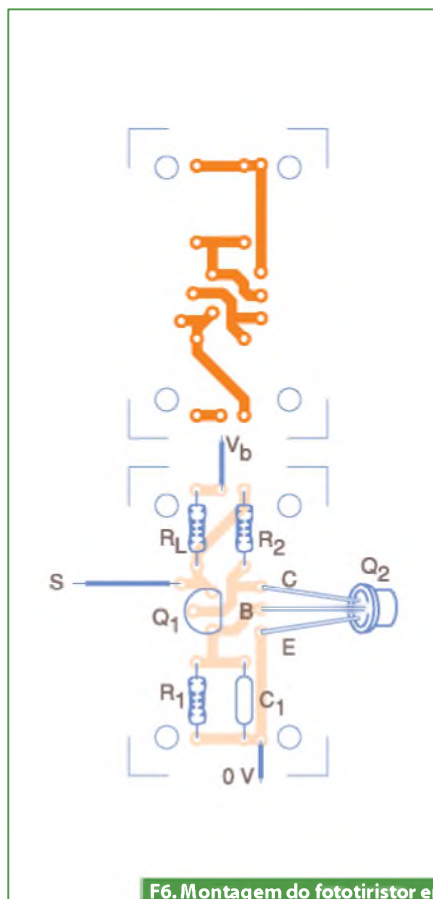 Vb
RL R2
S
Q1 C Q2
B
E
R1 C1
0 V
F6. Montagem do fototiristor e